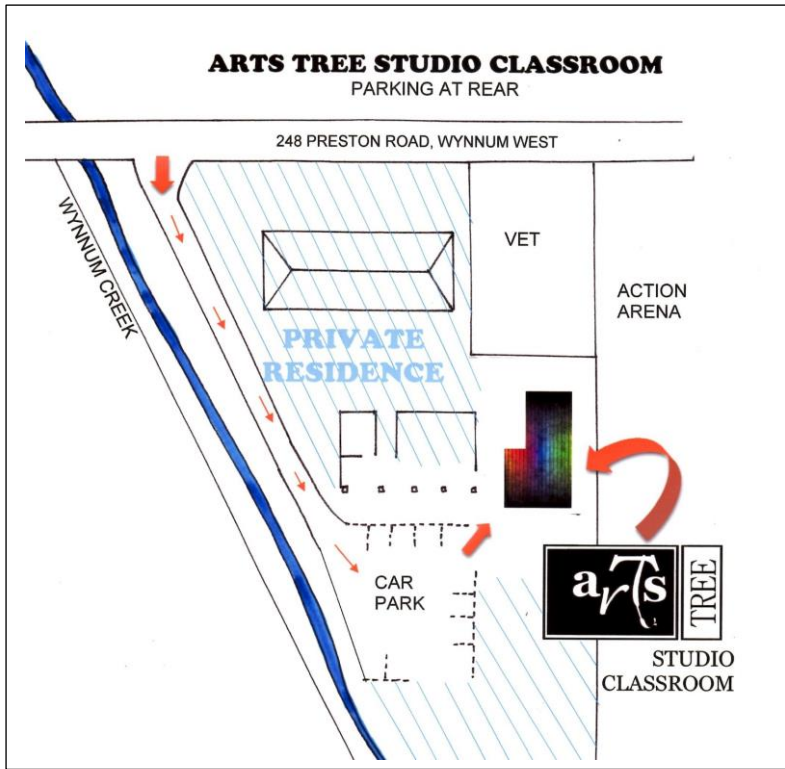 ARTS TREE STUDIO CLASSROOM
PARKING AT REAR
248 PRESTON ROAD, WYNNUM WEST
WYNNUM CREEK
VET
ACTION
ARENA
PRIVATE
RESIDENCE
CAR
PARK
arTs
TREE
STUDIO
CLASSROOM